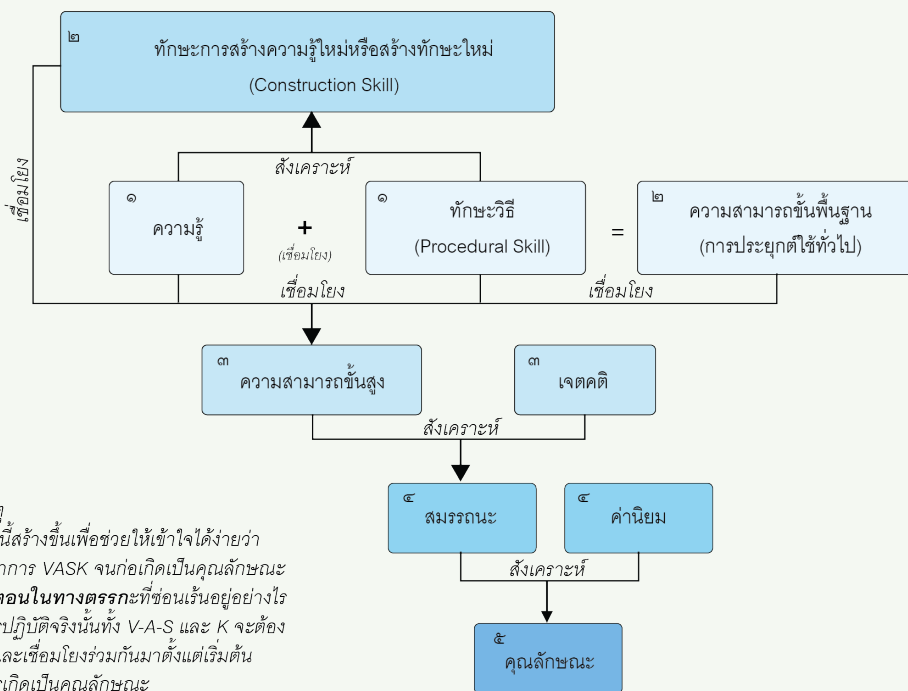 ๒
ทักษะการสร้างความรู้ใหม่หรือสร้างทักษะใหม่
(Construction Skill)
เชื่อมโยง
สังเคราะห์
๑
ความรู้
+
(เชื่อมโยง)
๑
ทักษะวิธี
(Procedural Skill)
=
๒
ความสามารถขั้นพื้นฐาน
(การประยุกต์ใช้ทั่วไป)
เชื่อมโยง
เชื่อมโยง
๓
ความสามารถขั้นสูง
๓
เจตคติ
สังเคราะห์
๔
สมรรถนะ
๔
ค่านิยม
สังเคราะห์
๕
คุณลักษณะ
นี้สร้างขึ้นเพื่อช่วยให้เข้าใจได้ง่ายว่า
การ VASK จนก่อเกิดเป็นคุณลักษณะ
ตอนในทางตรรกะที่ซ่อนเร้นอยู่อย่างไร
ปฏิบัติจริงนั้นทั้ง V-A-S และ K จะต้อง
และเชื่อมโยงร่วมกันมาตั้งแต่เริ่มต้น
เกิดเป็นคุณลักษณะ